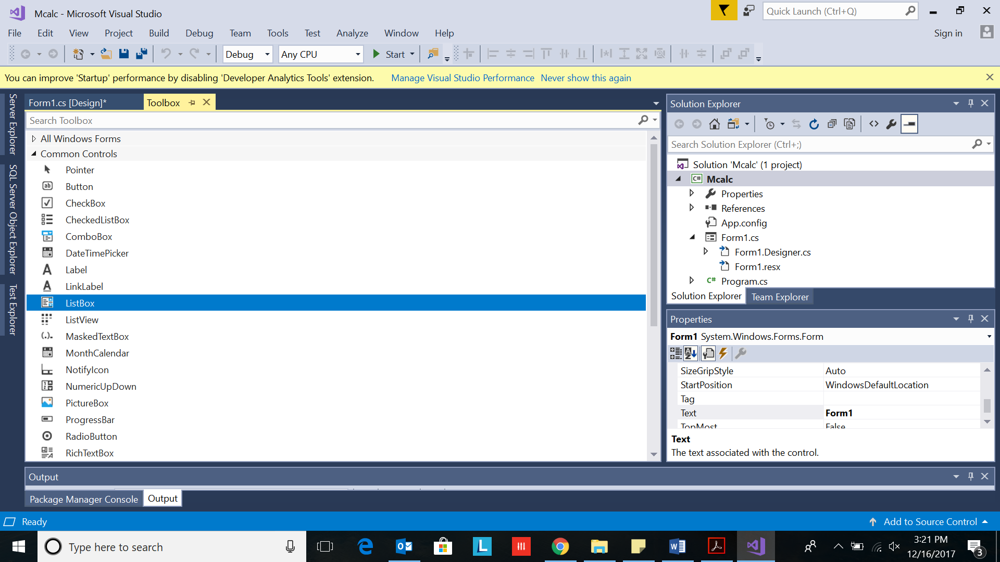 Mcalc - Microsoft Visual Studio
Quick Launch (Ctrl+Q)
File Edit View Project Build Debug Team Tools Test Analyze Window Help
Sign in
Debug Any CPU Start
You can improve 'Startup' performance by disabling 'Developer Analytics Tools' extension. Manage Visual Studio Performance Never show this again
Server Explorer
SQL Server Object Explorer
Test Explorer
Form1.cs [Design]* Toolbox
Search Toolbox
All Windows Forms
Common Controls
Pointer
Button
CheckBox
CheckedListBox
ComboBox
DateTimePicker
Label
LinkLabel
ListBox
ListView
MaskedTextBox
MonthCalendar
NotifyIcon
NumericUpDown
PictureBox
ProgressBar
RadioButton
RichTextBox
Solution Explorer
Search Solution Explorer (Ctrl+;)
Solution 'Mcalc' (1 project)
C# Mcalc
Properties
References
App.config
Form1.cs
Form1.Designer.cs
Form1.resx
C# Program.cs
Solution Explorer Team Explorer
Properties
Form1 System.Windows.Forms.Form
SizeGripStyle Auto
StartPosition WindowsDefaultLocation
Tag
Text Form1
TopMost False
Text
The text associated with the control.
Output
Package Manager Console Output
Ready
Add to Source Control
Type here to search
3:21 PM
12/16/2017
3